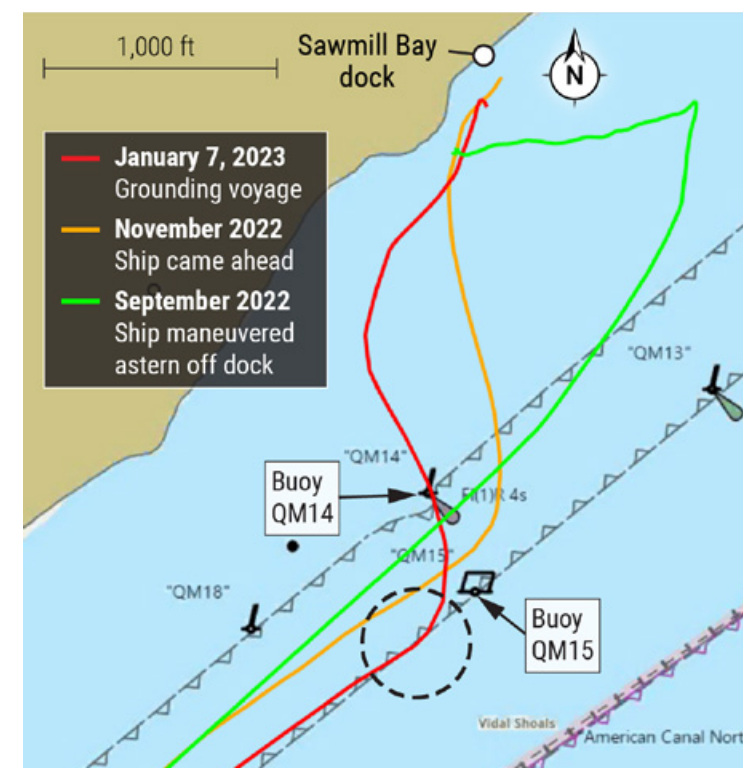 1,000 ft
Sawmill Bay
dock
N
January 7, 2023
Grounding voyage
November 2022
Ship came ahead
September 2022
Ship maneuvered
astern off dock
"QM13"
"QM14"
Buoy
QM14
Fl(1)R 4s
"QM15"
"QM18"
Buoy
QM15
Vidal Shoals
American Canal Nort